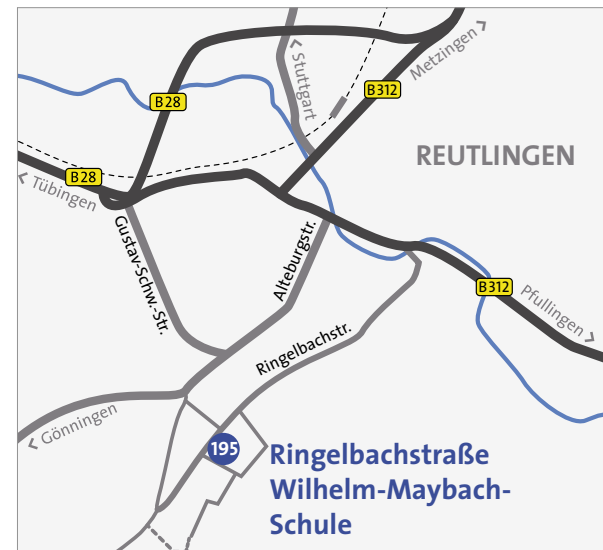 < Stuttgart
Metzingen >
B28
B312
REUTLINGEN
B28
< Tübingen
Gustav-Schw.-Str.
Alteburgstr.
B312
Pfullingen >
Ringelbachstr.
< Gönningen
195
Ringelbachstraße
Wilhelm-Maybach-
Schule